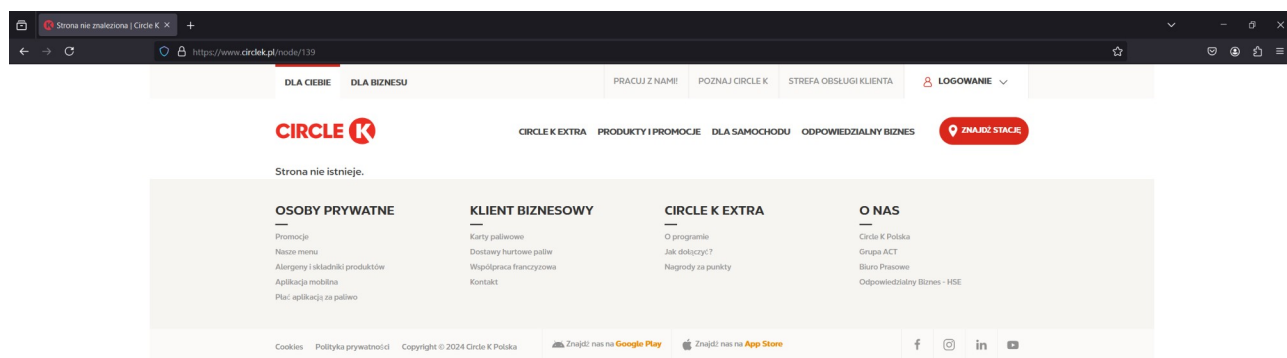 Strona nie znaleziona | Circle K
https://www.circlek.pl/node/139
DLA CIEBIE DLA BIZNESU PRACUJ Z NAMI! POZNAJ CIRCLE K STREFA OBSŁUGI KLIENTA LOGOWANIE
CIRCLE K CIRCLE K EXTRA PRODUKTY I PROMOCJE DLA SAMOCHODU ODPOWIEDZIALNY BIZNES ZNAJDŹ STACJĘ
Strona nie istnieje.
OSOBY PRYWATNE KLIENT BIZNESOWY CIRCLE K EXTRA O NAS
Promocje Karty paliwowe O programie Circle K Polska
Nasze menu Dostawy hurtowe paliw Jak dołączyć? Grupa ACT
Alergeny i składniki produktów Współpraca franczyzowa Nagrody za punkty Biuro Prasowe
Aplikacja mobilna Kontakt Odpowiedzialny Biznes - HSE
Płać aplikacją za paliwo
Cookies Polityka prywatności Copyright © 2024 Circle K Polska Znajdź nas na Google Play Znajdź nas na App Store